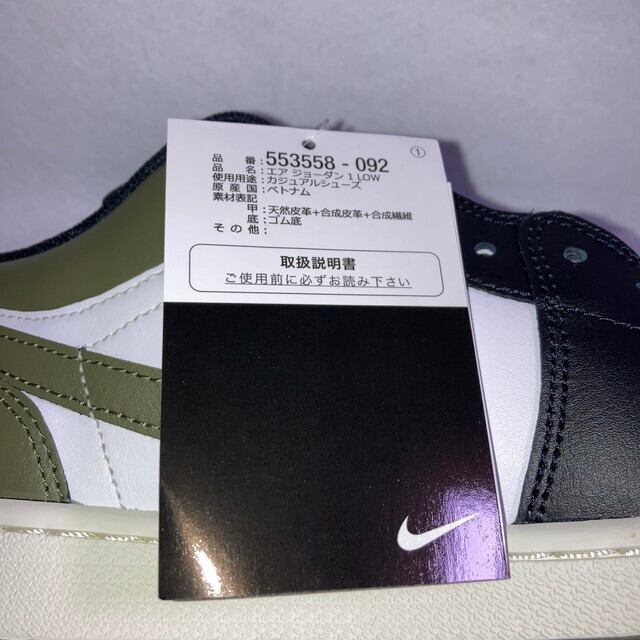 ①
品番：553558 - 092
品名：エア ジョーダン 1 LOW
使用用途：カジュアルシューズ
原産国：ベトナム
素材表記
甲：天然皮革+合成皮革+合成繊維
底：ゴム底
その他：
取扱説明書
ご使用前に必ずお読み下さい